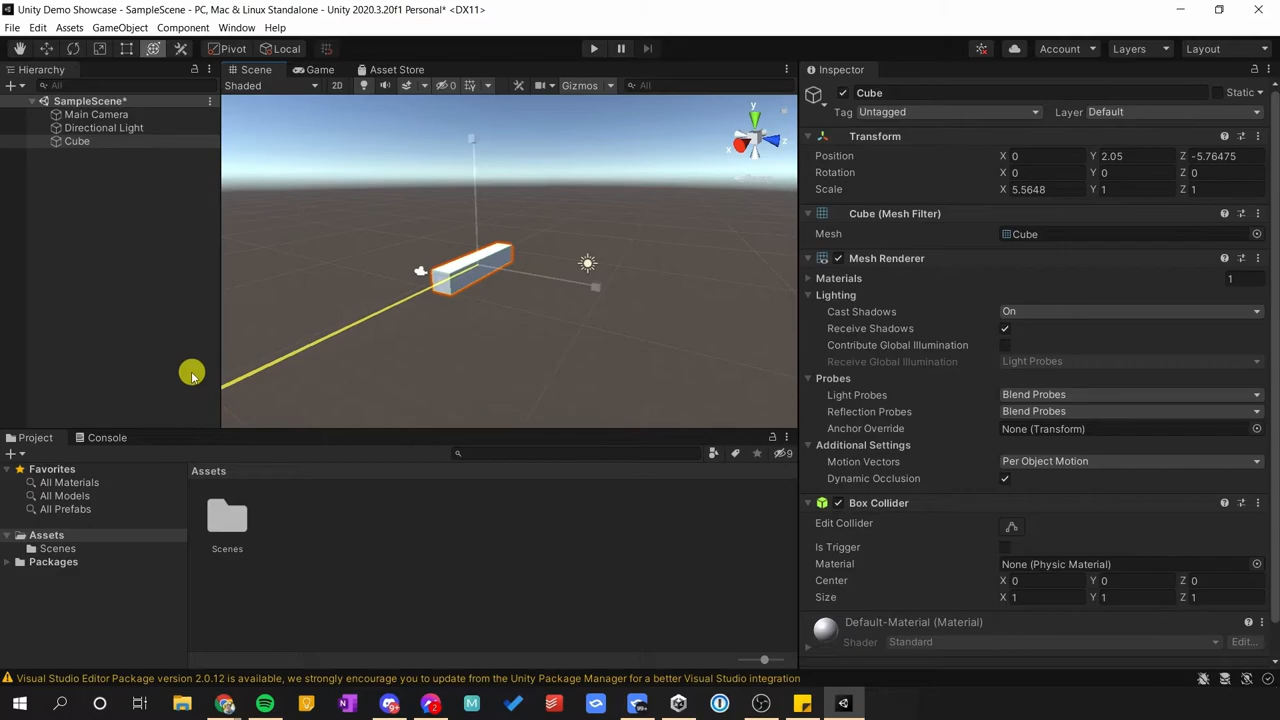 Unity Demo Showcase - SampleScene - PC, Mac & Linux Standalone - Unity 2020.3.20f1 Personal* <DX11>
File Edit Assets GameObject Component Window Help
Pivot Local Account Layers Layout
Hierarchy Scene Game Asset Store Inspector
All Shaded 2D 0 Gizmos All Cube Static
SampleScene*
Main Camera
Directional Light
Cube
y
x
z
Tag Untagged Layer Default
Transform
Position X 0 Y 2.05 Z -5.76475
Rotation X 0 Y 0 Z 0
Scale X 5.5648 Y 1 Z 1
Cube (Mesh Filter)
Mesh Cube
Mesh Renderer
Materials 1
Lighting
Cast Shadows On
Receive Shadows
Contribute Global Illumination
Receive Global Illumination Light Probes
Probes
Light Probes Blend Probes
Reflection Probes Blend Probes
Anchor Override None (Transform)
Additional Settings
Motion Vectors Per Object Motion
Dynamic Occlusion
Box Collider
Edit Collider
Is Trigger
Material None (Physic Material)
Center X 0 Y 0 Z 0
Size X 1 Y 1 Z 1
Default-Material (Material)
Shader Standard Edit...
Project Console
9
Favorites
All Materials
All Models
All Prefabs
Assets
Scenes
Packages
Assets
Scenes
Visual Studio Editor Package version 2.0.12 is available, we strongly encourage you to update from the Unity Package Manager for a better Visual Studio integration
2